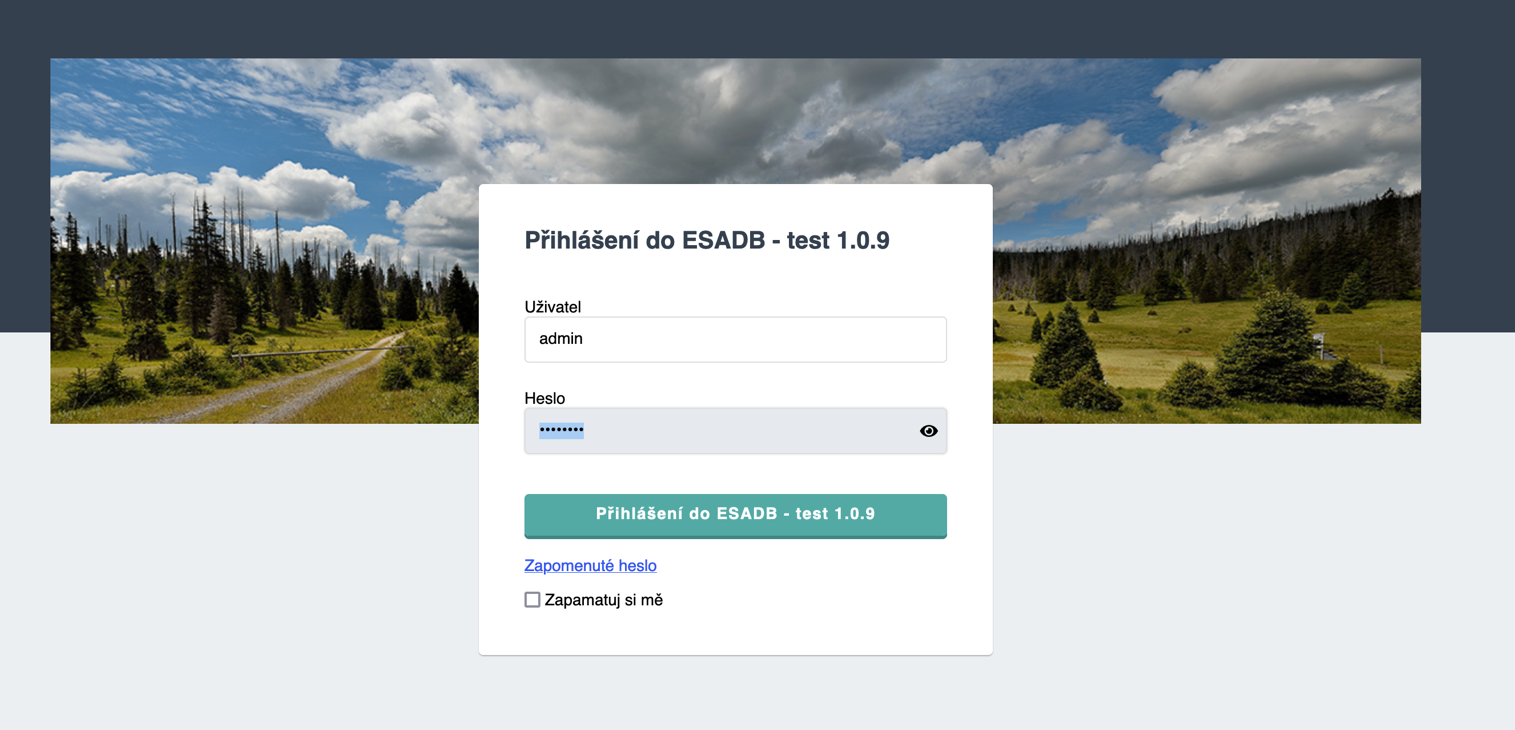 Přihlášení do ESADB - test 1.0.9
Uživatel
admin
Heslo
••••••••
Přihlášení do ESADB - test 1.0.9
Zapomenuté heslo
Zapamatuj si mě